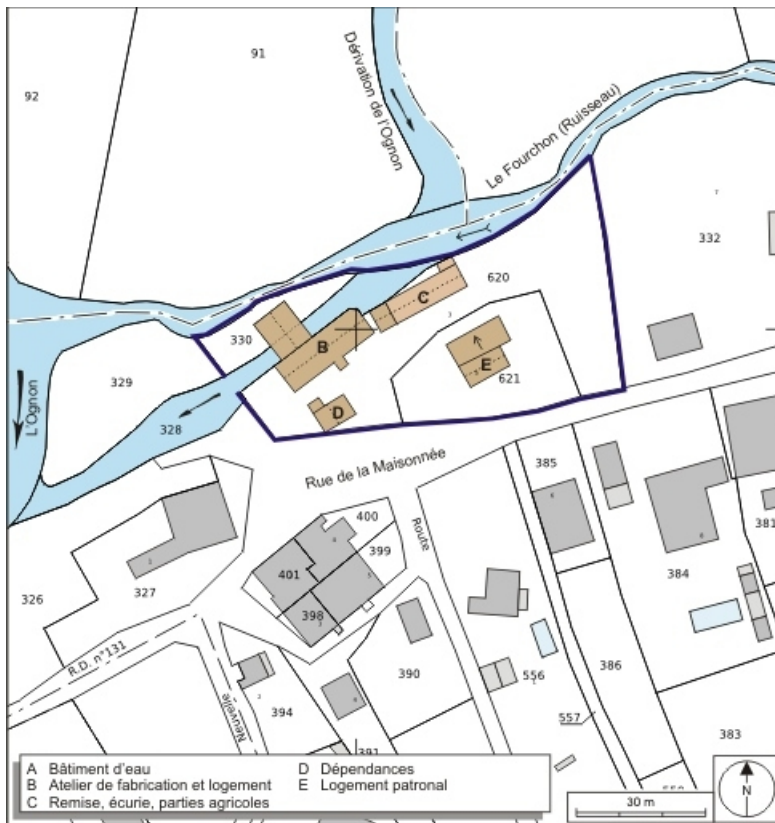 91
92
Dérivation de l'Ognon
Le Fourchon (Ruisseau)
332
620
C
330
B
E
621
329
D
L'Ognon
328
Rue de la Maisonnée
385
400
Route
399
381
401
384
326
327
398
R.D. n°131
390
386
556
394
Neuvelle
557
383
391
A Bâtiment d'eau
B Atelier de fabrication et logement
C Remise, écurie, parties agricoles
D Dépendances
E Logement patronal
30 m
N